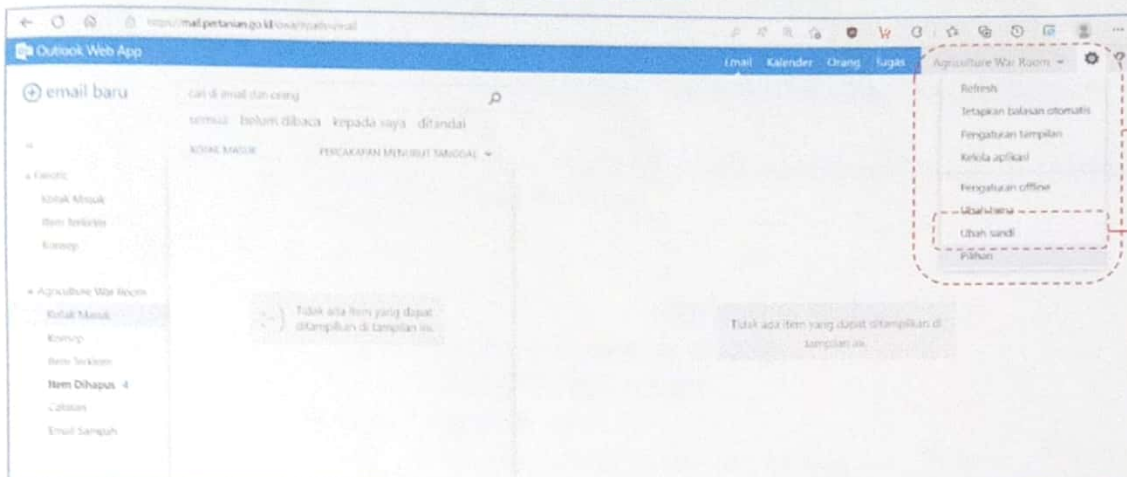 mail.pertanian.go.id
Outlook Web App
Email Kalender Orang Tugas Agriculture War Room
email baru
cari di email dan orang
semua belum dibaca kepada saya ditandai
KOTAK MASUK PERCAKAPAN MENURUT TANGGAL
Favorit
Kotak Masuk
Item Terkirim
Konsep
Agriculture War Room
Kotak Masuk
Konsep
Item Terkirim
Item Dihapus 4
Catatan
Email Sampah
:-) Tidak ada item yang dapat
ditampilkan di tampilan ini.
Tidak ada item yang dapat ditampilkan di
tampilan ini.
Refresh
Tetapkan balasan otomatis
Pengaturan tampilan
Kelola aplikasi
Pengaturan offline
Ubah tema
Ubah sandi
Pilihan